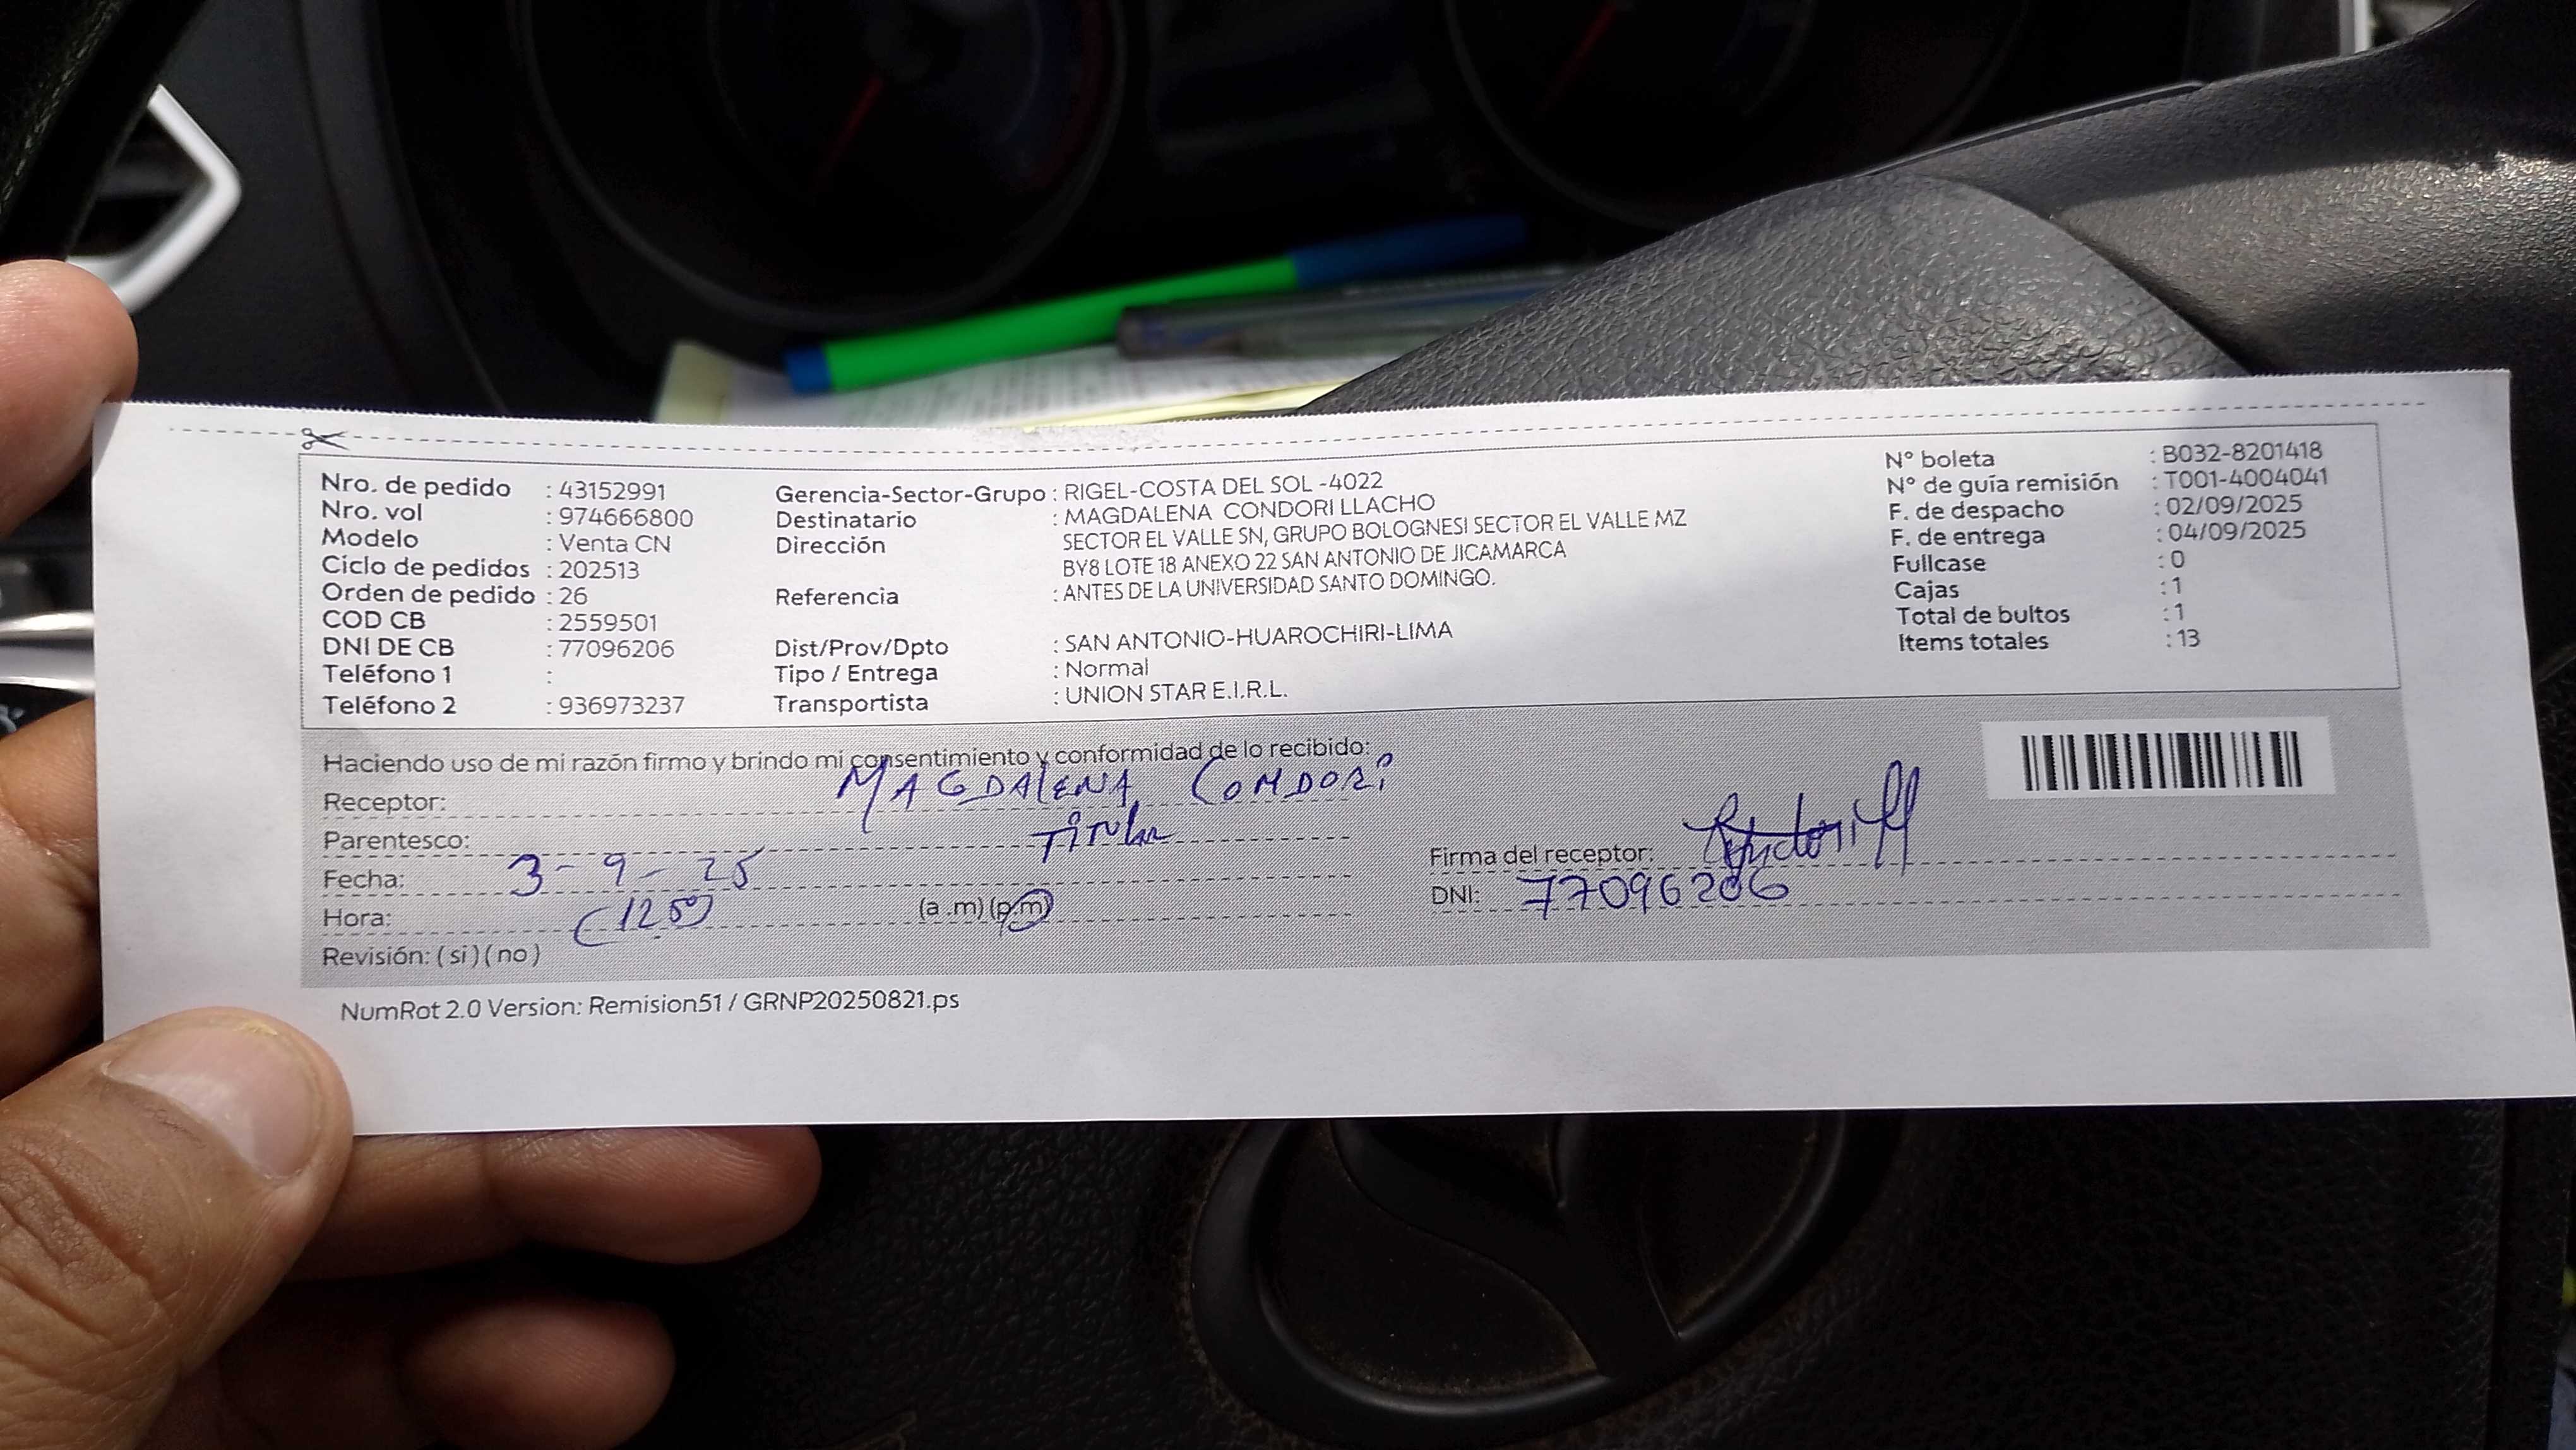 Nro. de pedido : 43152991
Nro. vol : 974666800
Modelo : Venta CN
Ciclo de pedidos : 202513
Orden de pedido : 26
COD CB : 2559501
DNI DE CB : 77096206
Teléfono 1 :
Teléfono 2 : 936973237
Gerencia-Sector-Grupo : RIGEL-COSTA DEL SOL -4022
Destinatario : MAGDALENA CONDORI LLACHO
Dirección SECTOR EL VALLE SN, GRUPO BOLOGNESI SECTOR EL VALLE MZ
BY8 LOTE 18 ANEXO 22 SAN ANTONIO DE JICAMARCA
Referencia : ANTES DE LA UNIVERSIDAD SANTO DOMINGO.
Dist/Prov/Dpto : SAN ANTONIO-HUAROCHIRI-LIMA
Tipo / Entrega : Normal
Transportista : UNION STAR E.I.R.L.
N° boleta : B032-8201418
N° de guía remisión : T001-4004041
F. de despacho : 02/09/2025
F. de entrega : 04/09/2025
Fullcase : 0
Cajas : 1
Total de bultos : 1
Items totales : 13
Haciendo uso de mi razón firmo y brindo mi consentimiento y conformidad de lo recibido:
Receptor: MAGDALENA CONDORI
Parentesco: Titular
Fecha: 3-9-25
Hora: (12 50) (a .m) (p.m)
Revisión: ( si ) ( no )
Firma del receptor:
DNI: 77096206
NumRot 2.0 Version: Remision51 / GRNP20250821.ps